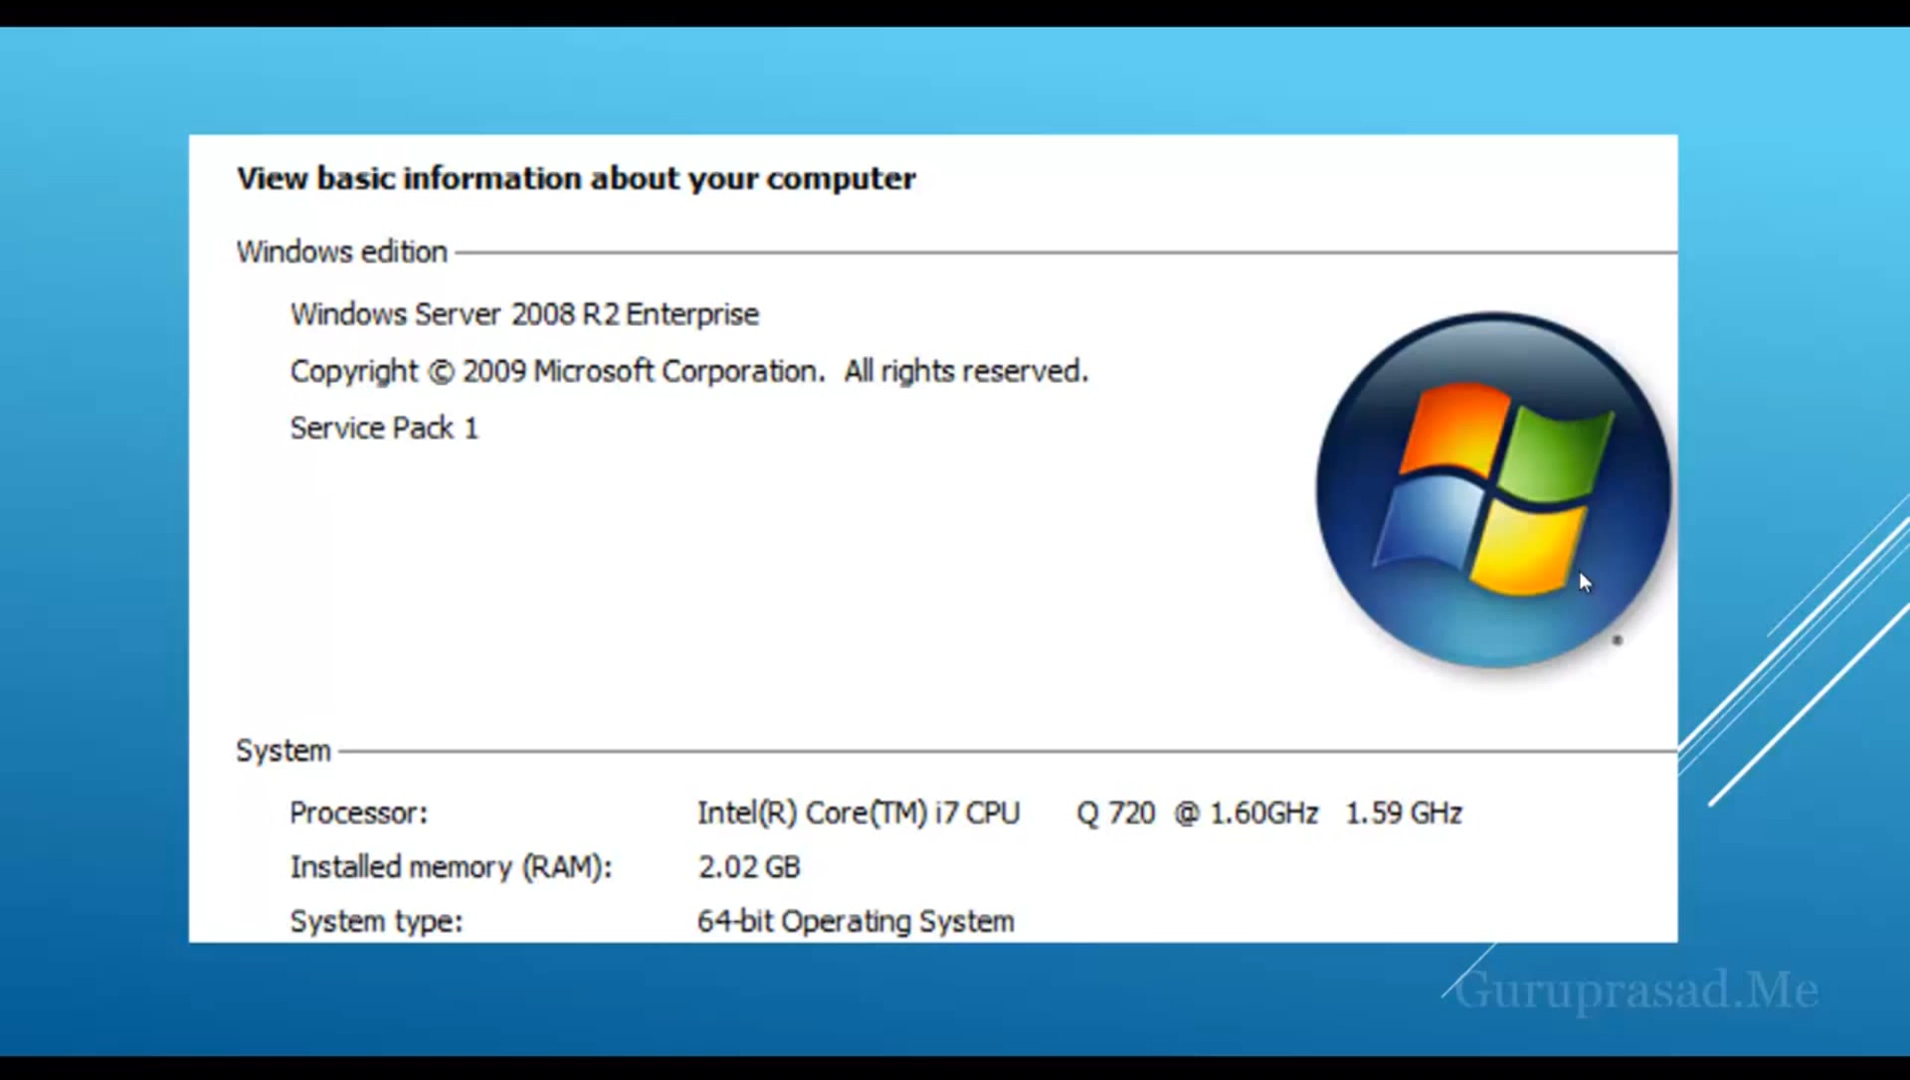 View basic information about your computer
Windows edition
Windows Server 2008 R2 Enterprise
Copyright © 2009 Microsoft Corporation.  All rights reserved.
Service Pack 1
System
Processor: Intel(R) Core(TM) i7 CPU Q 720 @ 1.60GHz 1.59 GHz
Installed memory (RAM): 2.02 GB
System type: 64-bit Operating System
Guruprasad.Me